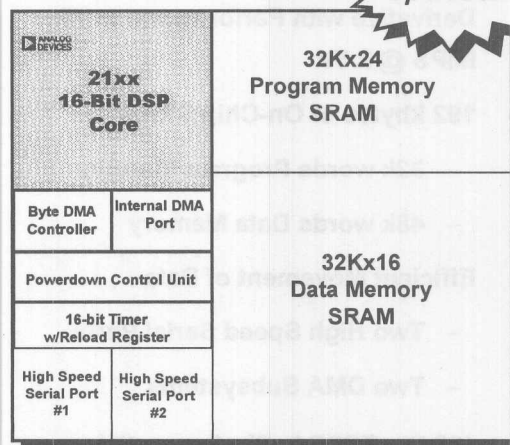 ANALOG
DEVICES
21xx
16-Bit DSP
Core
32Kx24
Program Memory
SRAM
Byte DMA
Controller
Internal DMA
Port
Powerdown Control Unit
16-bit Timer
w/Reload Register
High Speed
Serial Port
#1
High Speed
Serial Port
#2
32Kx16
Data Memory
SRAM